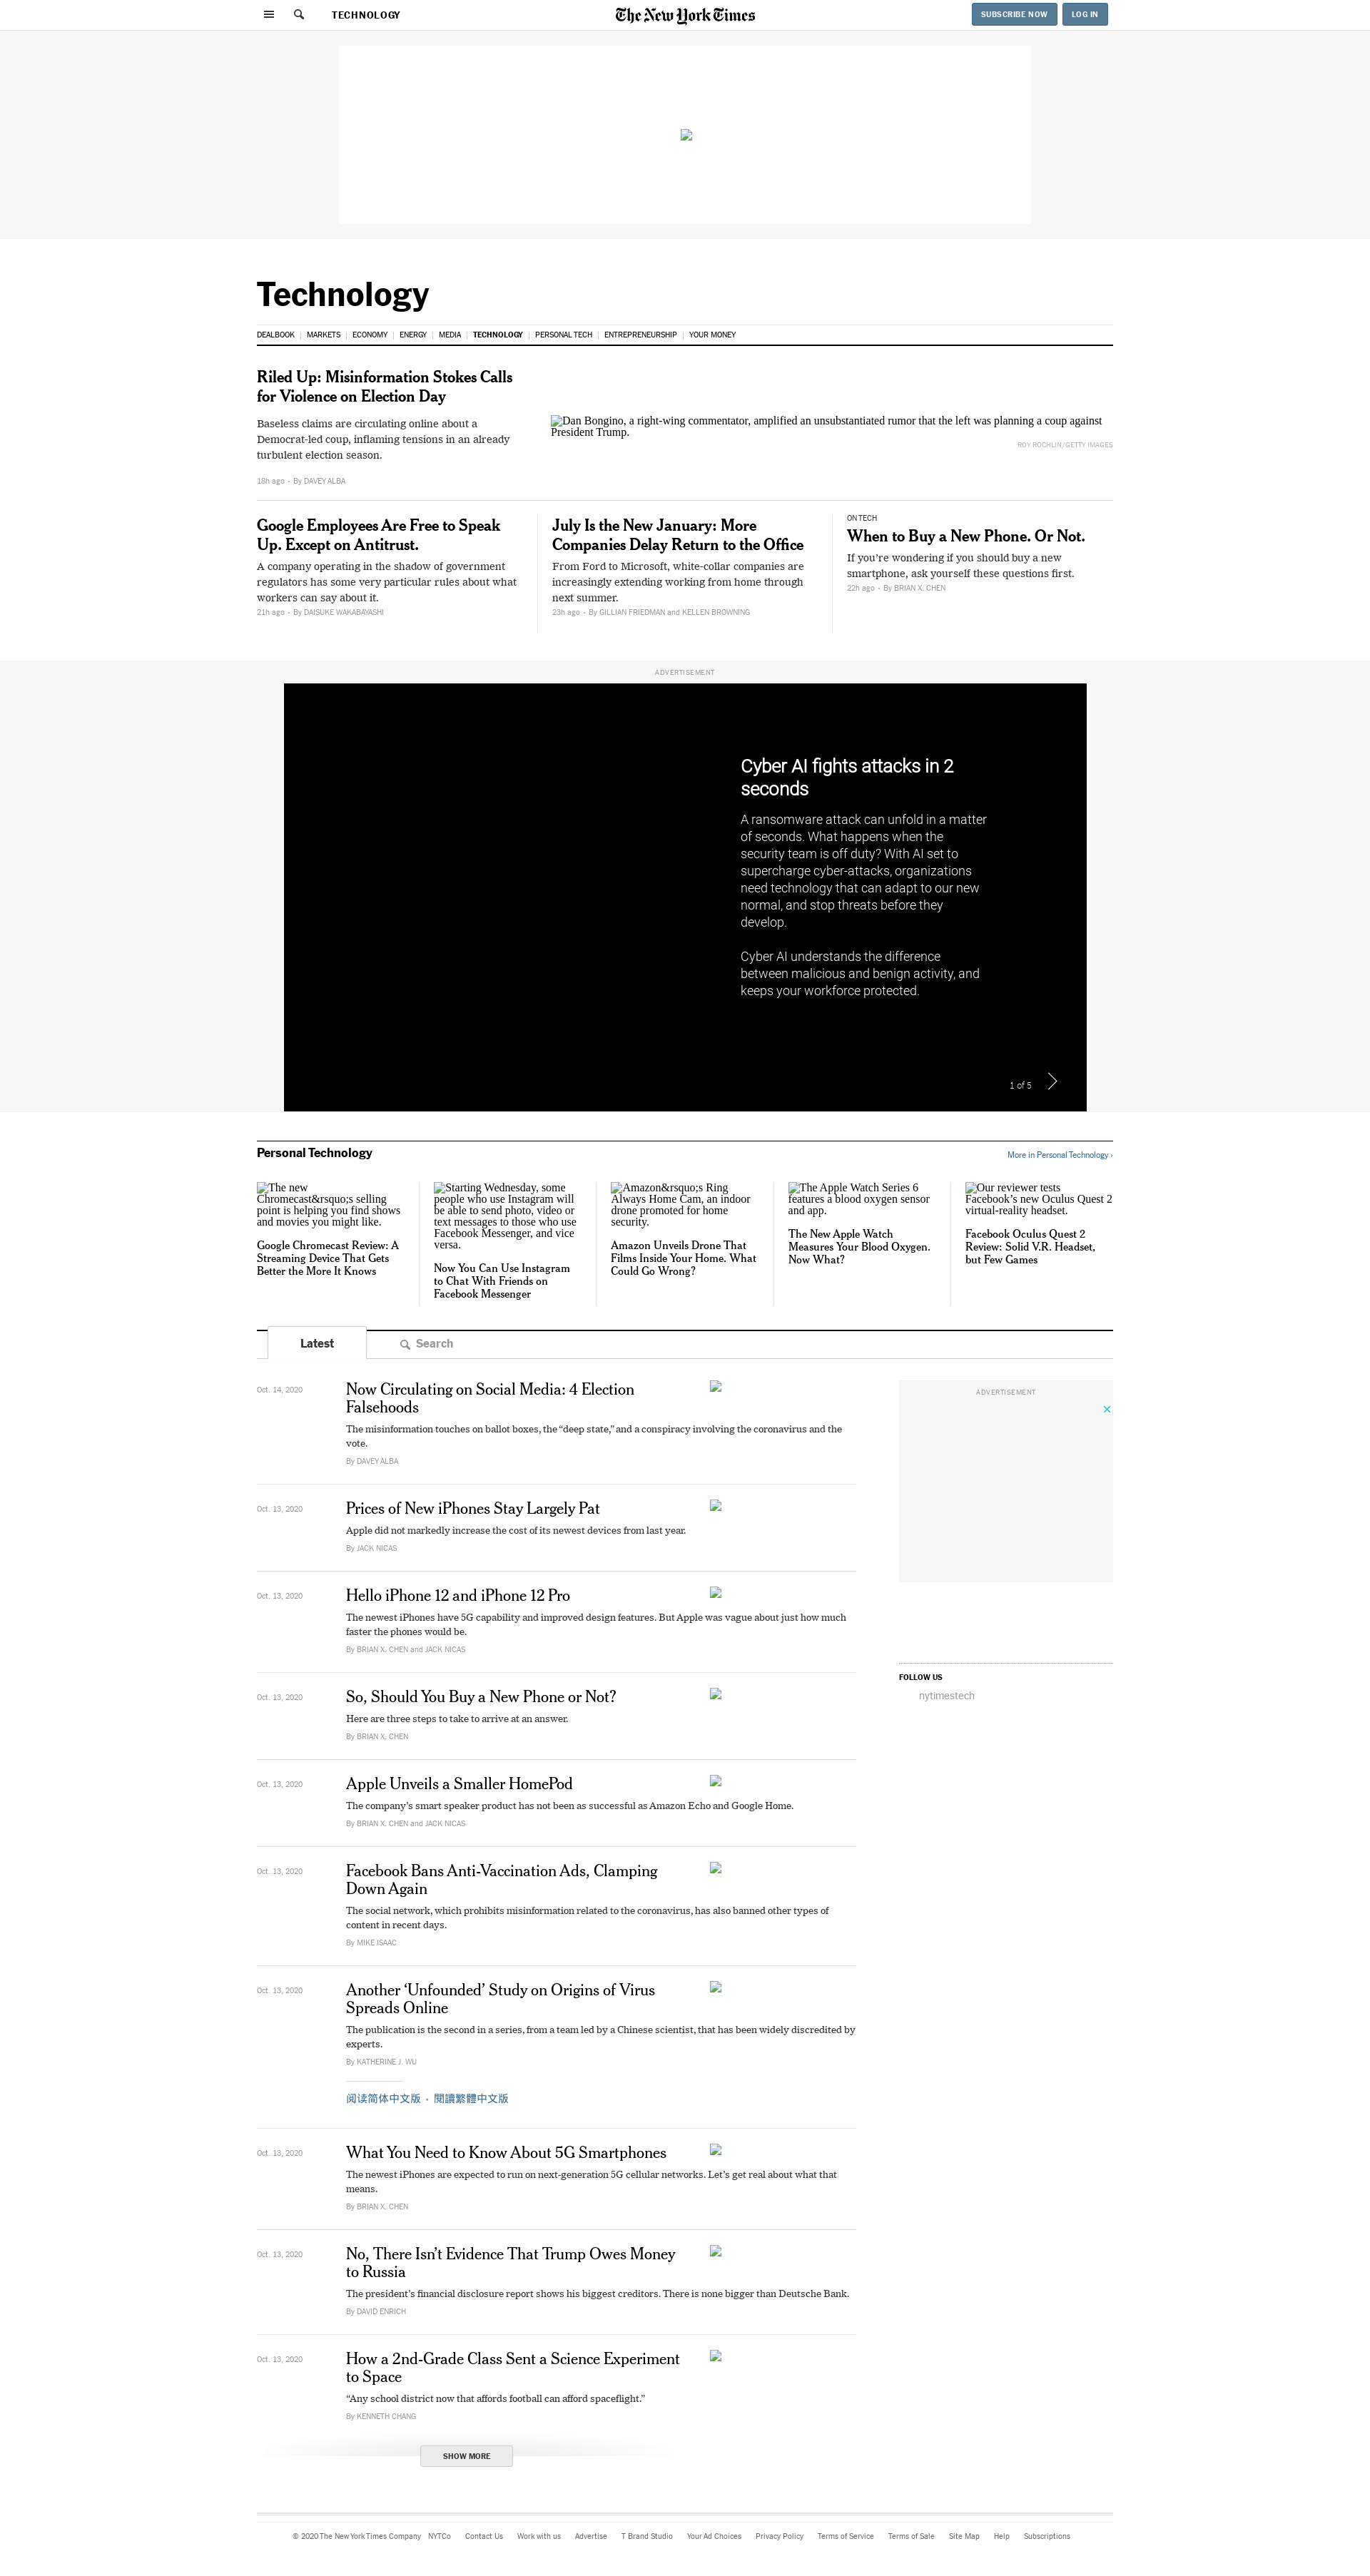 TECHNOLOGY
The New York Times
SUBSCRIBE NOW
LOG IN
Technology
DEALBOOK | MARKETS | ECONOMY | ENERGY | MEDIA | TECHNOLOGY | PERSONAL TECH | ENTREPRENEURSHIP | YOUR MONEY
Riled Up: Misinformation Stokes Calls
for Violence on Election Day
Baseless claims are circulating online about a
Democrat-led coup, inflaming tensions in an already
turbulent election season.
18h ago • By DAVEY ALBA
Dan Bongino, a right-wing commentator, amplified an unsubstantiated rumor that the left was planning a coup against
President Trump.
ROY ROCHLIN/GETTY IMAGES
Google Employees Are Free to Speak
Up. Except on Antitrust.
A company operating in the shadow of government
regulators has some very particular rules about what
workers can say about it.
21h ago • By DAISUKE WAKABAYASHI
July Is the New January: More
Companies Delay Return to the Office
From Ford to Microsoft, white-collar companies are
increasingly extending working from home through
next summer.
23h ago • By GILLIAN FRIEDMAN and KELLEN BROWNING
ON TECH
When to Buy a New Phone. Or Not.
If you're wondering if you should buy a new
smartphone, ask yourself these questions first.
22h ago • By BRIAN X. CHEN
ADVERTISEMENT
Cyber AI fights attacks in 2
seconds
A ransomware attack can unfold in a matter
of seconds. What happens when the
security team is off duty? With AI set to
supercharge cyber-attacks, organizations
need technology that can adapt to our new
normal, and stop threats before they
develop.
Cyber AI understands the difference
between malicious and benign activity, and
keeps your workforce protected.
1 of 5
Personal Technology
More in Personal Technology ›
The new
Chromecast&rsquo;s selling
point is helping you find shows
and movies you might like.
Google Chromecast Review: A
Streaming Device That Gets
Better the More It Knows
Starting Wednesday, some
people who use Instagram will
be able to send photo, video or
text messages to those who use
Facebook Messenger, and vice
versa.
Now You Can Use Instagram
to Chat With Friends on
Facebook Messenger
Amazon&rsquo;s Ring
Always Home Cam, an indoor
drone promoted for home
security.
Amazon Unveils Drone That
Films Inside Your Home. What
Could Go Wrong?
The Apple Watch Series 6
features a blood oxygen sensor
and app.
The New Apple Watch
Measures Your Blood Oxygen.
Now What?
Our reviewer tests
Facebook's new Oculus Quest 2
virtual-reality headset.
Facebook Oculus Quest 2
Review: Solid V.R. Headset,
but Few Games
Latest
Search
Oct. 14, 2020
Now Circulating on Social Media: 4 Election
Falsehoods
The misinformation touches on ballot boxes, the “deep state,” and a conspiracy involving the coronavirus and the
vote.
By DAVEY ALBA
ADVERTISEMENT
Oct. 13, 2020
Prices of New iPhones Stay Largely Pat
Apple did not markedly increase the cost of its newest devices from last year.
By JACK NICAS
Oct. 13, 2020
Hello iPhone 12 and iPhone 12 Pro
The newest iPhones have 5G capability and improved design features. But Apple was vague about just how much
faster the phones would be.
By BRIAN X. CHEN and JACK NICAS
FOLLOW US
nytimestech
Oct. 13, 2020
So, Should You Buy a New Phone or Not?
Here are three steps to take to arrive at an answer.
By BRIAN X. CHEN
Oct. 13, 2020
Apple Unveils a Smaller HomePod
The company's smart speaker product has not been as successful as Amazon Echo and Google Home.
By BRIAN X. CHEN and JACK NICAS
Oct. 13, 2020
Facebook Bans Anti-Vaccination Ads, Clamping
Down Again
The social network, which prohibits misinformation related to the coronavirus, has also banned other types of
content in recent days.
By MIKE ISAAC
Oct. 13, 2020
Another ‘Unfounded’ Study on Origins of Virus
Spreads Online
The publication is the second in a series, from a team led by a Chinese scientist, that has been widely discredited by
experts.
By KATHERINE J. WU
阅读简体中文版 • 閱讀繁體中文版
Oct. 13, 2020
What You Need to Know About 5G Smartphones
The newest iPhones are expected to run on next-generation 5G cellular networks. Let's get real about what that
means.
By BRIAN X. CHEN
Oct. 13, 2020
No, There Isn't Evidence That Trump Owes Money
to Russia
The president's financial disclosure report shows his biggest creditors. There is none bigger than Deutsche Bank.
By DAVID ENRICH
Oct. 13, 2020
How a 2nd-Grade Class Sent a Science Experiment
to Space
“Any school district now that affords football can afford spaceflight.”
By KENNETH CHANG
SHOW MORE
© 2020 The New York Times Company NYTCo Contact Us Work with us Advertise T Brand Studio Your Ad Choices Privacy Policy Terms of Service Terms of Sale Site Map Help Subscriptions